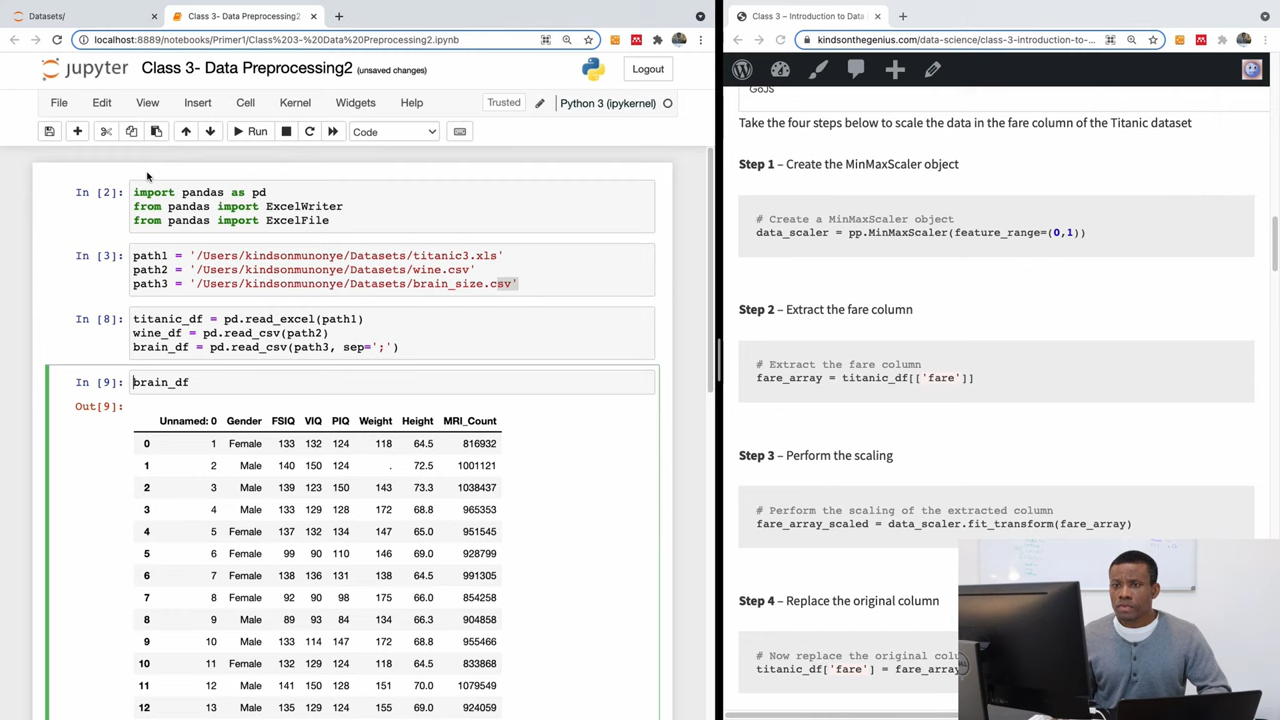 Datasets/
Class 3- Data Preprocessing2
Class 3 – Introduction to Data
localhost:8889/notebooks/Primer1/Class%203-%20Data%20Preprocessing2.ipynb
kindsonthegenius.com/data-science/class-3-introduction-to-...
jupyter Class 3- Data Preprocessing2 (unsaved changes)
Logout
File Edit View Insert Cell Kernel Widgets Help
Trusted
Python 3 (ipykernel)
Run
Code
In [2]: import pandas as pd
from pandas import ExcelWriter
from pandas import ExcelFile
In [3]: path1 = '/Users/kindsonmunonye/Datasets/titanic3.xls'
path2 = '/Users/kindsonmunonye/Datasets/wine.csv'
path3 = '/Users/kindsonmunonye/Datasets/brain_size.csv'
In [8]: titanic_df = pd.read_excel(path1)
wine_df = pd.read_csv(path2)
brain_df = pd.read_csv(path3, sep=';')
In [9]: brain_df
Out[9]:
Unnamed: 0 Gender FSIQ VIQ PIQ Weight Height MRI_Count
0 1 Female 133 132 124 118 64.5 816932
1 2 Male 140 150 124 . 72.5 1001121
2 3 Male 139 123 150 143 73.3 1038437
3 4 Male 133 129 128 172 68.8 965353
4 5 Female 137 132 134 147 65.0 951545
5 6 Female 99 90 110 146 69.0 928799
6 7 Female 138 136 131 138 64.5 991305
7 8 Female 92 90 98 175 66.0 854258
8 9 Male 89 93 84 134 66.3 904858
9 10 Male 133 114 147 172 68.8 955466
10 11 Female 132 129 124 118 64.5 833868
11 12 Male 141 150 128 151 70.0 1079549
12 13 Male 135 129 124 155 69.0 924059
GoJS
Take the four steps below to scale the data in the fare column of the Titanic dataset
Step 1 – Create the MinMaxScaler object
# Create a MinMaxScaler object
data_scaler = pp.MinMaxScaler(feature_range=(0,1))
Step 2 – Extract the fare column
# Extract the fare column
fare_array = titanic_df[['fare']]
Step 3 – Perform the scaling
# Perform the scaling of the extracted column
fare_array_scaled = data_scaler.fit_transform(fare_array)
Step 4 – Replace the original column
# Now replace the original colu
titanic_df['fare'] = fare_array